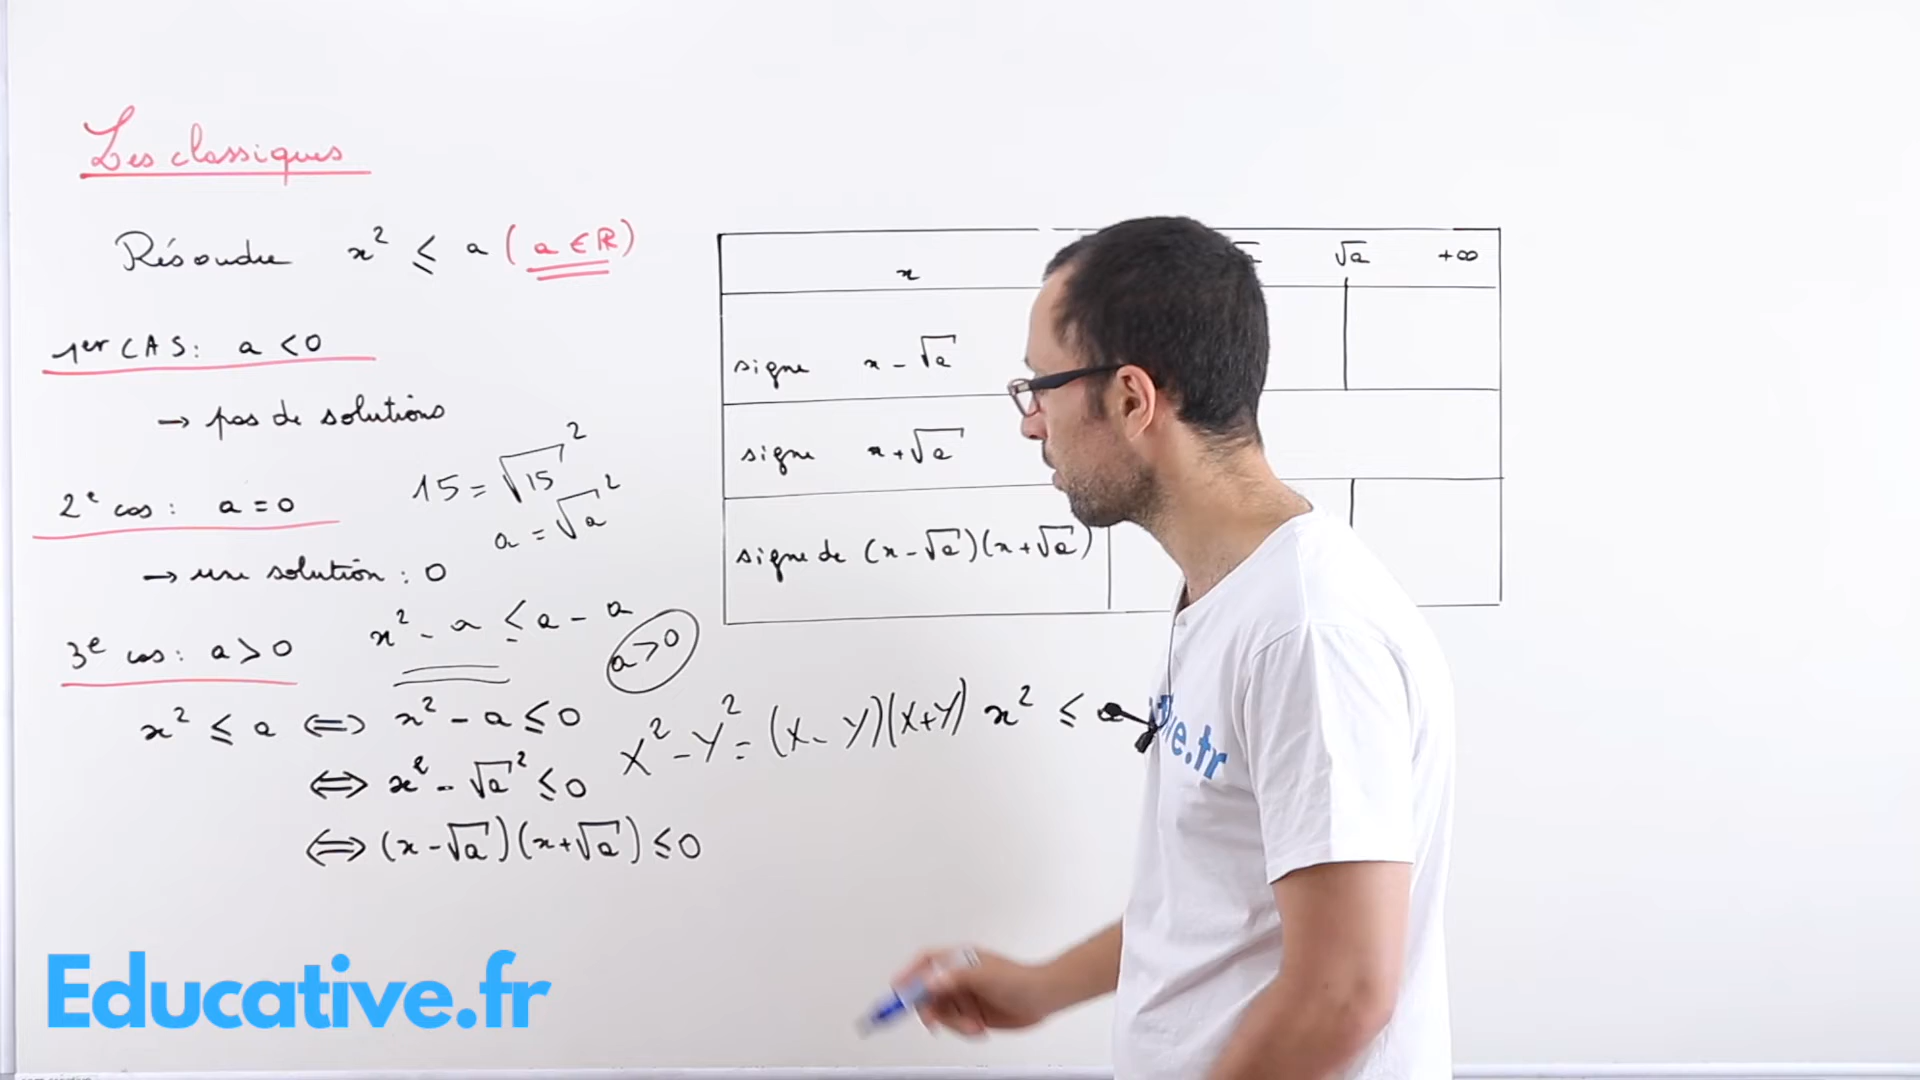 Les classiques
Résoudre x² ≤ a (a ∈ ℝ)
1er CAS: a < 0
→ pas de solutions
15 = √15²
a = √a²
2e cas: a = 0
→ une solution: 0
x² - a ≤ a - a
a > 0
3e cas: a > 0
x² ≤ a ⟺ x² - a ≤ 0
⟺ x² - √a² ≤ 0
⟺ (x - √a)(x + √a) ≤ 0
X² - Y² = (X - Y)(X + Y)
x² ≤ a
x √a +∞
signe x - √a
signe x + √a
signe de (x - √a)(x + √a)
ve.fr
Educative.fr